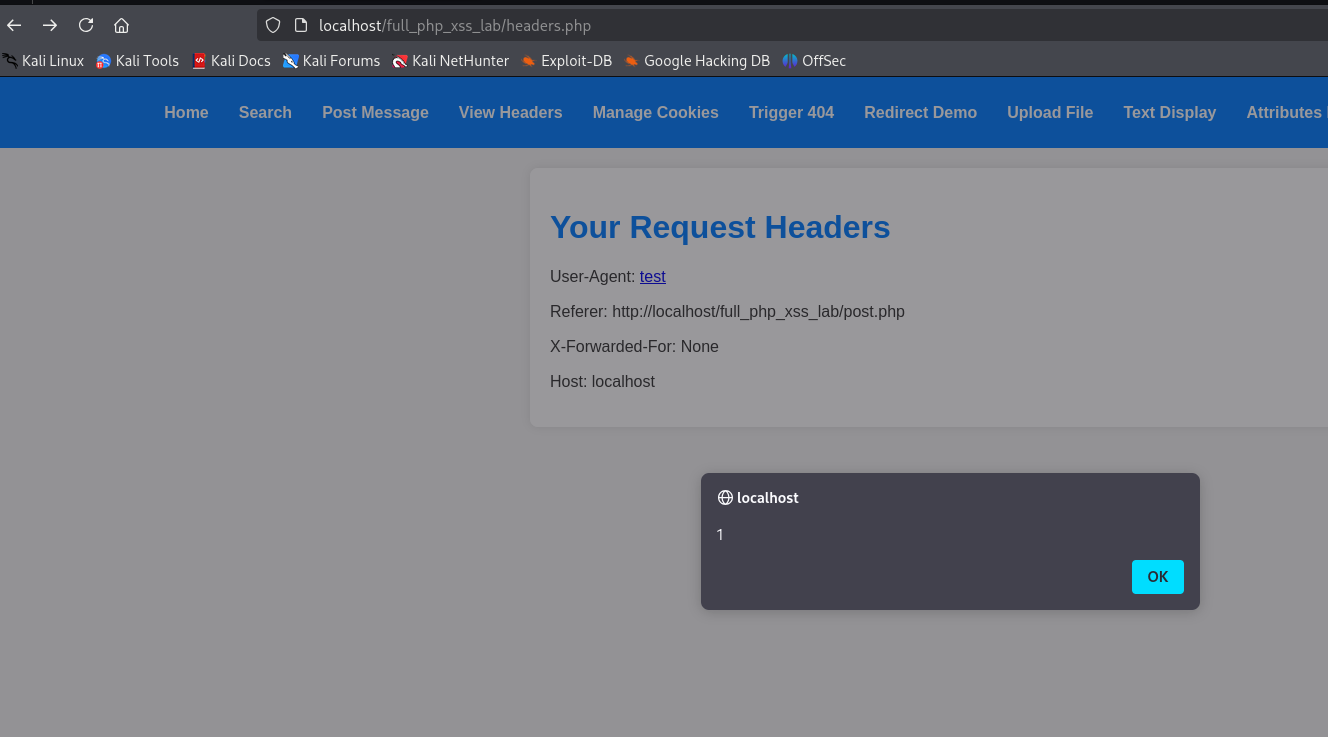 localhost/full_php_xss_lab/headers.php
Kali Linux Kali Tools Kali Docs Kali Forums Kali NetHunter Exploit-DB Google Hacking DB OffSec
Home Search Post Message View Headers Manage Cookies Trigger 404 Redirect Demo Upload File Text Display Attributes
Your Request Headers
User-Agent: test
Referer: http://localhost/full_php_xss_lab/post.php
X-Forwarded-For: None
Host: localhost
localhost
1
OK